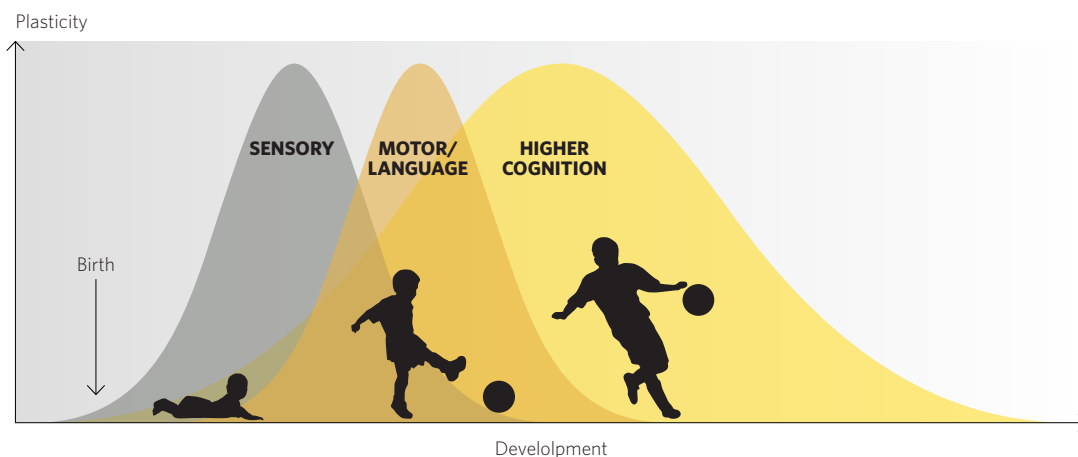 Plasticity
SENSORY
MOTOR/
LANGUAGE
HIGHER
COGNITION
Birth
Develolpment